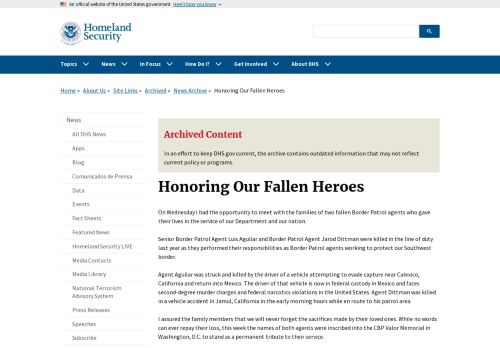 An official website of the United States government Here's how you know
Homeland
Security
Topics News In Focus How Do I? Get Involved About DHS
Home » About Us » Site Links » Archived » News Archive » Honoring Our Fallen Heroes
News
All DHS News
Apps
Blog
Comunicados de Prensa
Data
Events
Fact Sheets
Featured News
Homeland Security LIVE
Media Contacts
Media Library
National Terrorism
Advisory System
Press Releases
Speeches
Subscribe
Archived Content
In an effort to keep DHS.gov current, the archive contains outdated information that may not reflect
current policy or programs.
Honoring Our Fallen Heroes
On Wednesday I had the opportunity to meet with the families of two fallen Border Patrol agents who gave
their lives in the service of our Department and our nation.
Senior Border Patrol Agent Luis Aguilar and Border Patrol Agent Jarod Dittman were killed in the line of duty
last year as they performed their responsibilities as Border Patrol agents working to protect our Southwest
border.
Agent Aguilar was struck and killed by the driver of a vehicle attempting to evade capture near Calexico,
California and return into Mexico. The driver of that vehicle is now in federal custody in Mexico and faces
second-degree murder charges and federal narcotics violations in the United States. Agent Dittman was killed
in a vehicle accident in Jamul, California in the early morning hours while en route to his patrol area.
I assured the family members that we will never forget the sacrifices made by their loved ones. While no words
can ever repay their loss, this week the names of both agents were inscribed into the CBP Valor Memorial in
Washington, D.C. to stand as a permanent tribute to their service.